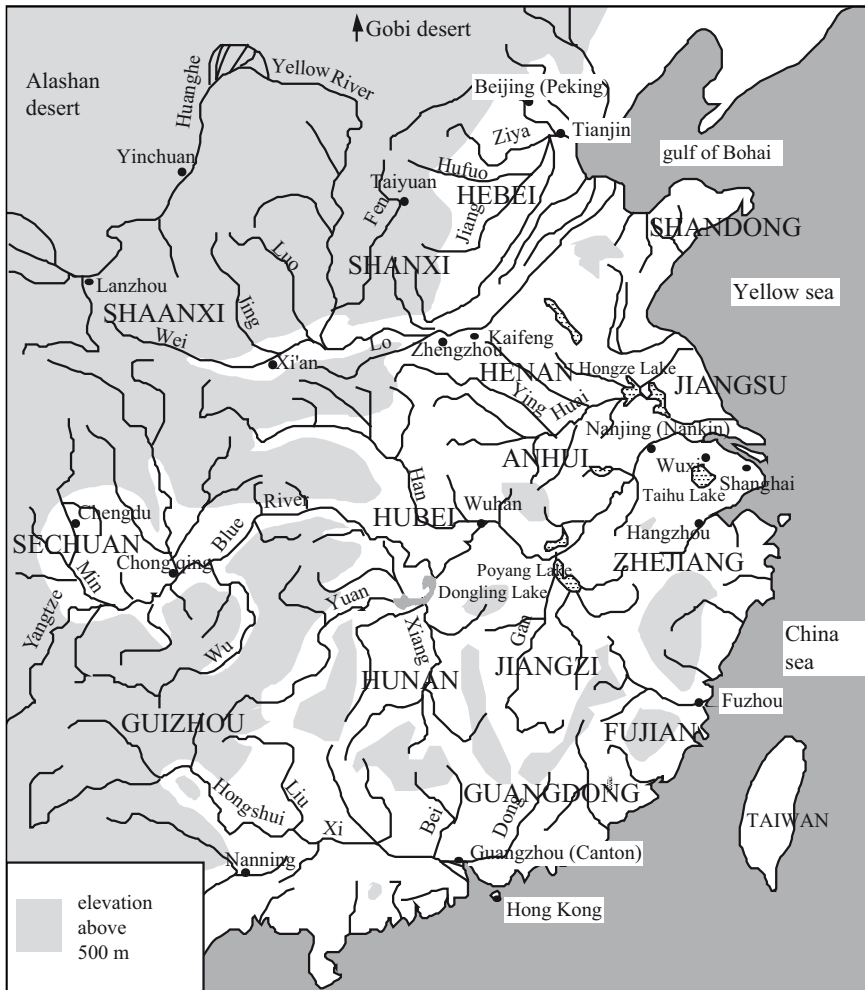 Gobi desert
Alashan
desert
Huanghe
Yellow River
Beijing (Peking)
Ziya
Tianjin
gulf of Bohai
Yinchuan
Hufuo
Taiyuan
HEBEI
Fen
Jiang
SHANDONG
Luo
SHANXI
Lanzhou
Yellow sea
SHAANXI
Jing
Wei
Lo
Kaifeng
Zhengzhou
Xi'an
HENAN
Hongze Lake
JIANGSU
Ying
Huai
Nanjing (Nankin)
ANHUI
Wuxi
Shanghai
Taihu Lake
Han
River
Wuhan
Chengdu
Blue
HUBEI
Hangzhou
SECHUAN
Chong qing
ZHEJIANG
Min
Poyang Lake
Dongling Lake
Yuan
Yangtze
Gan
China
sea
Wu
Xiang
JIANGZI
HUNAN
Fuzhou
GUIZHOU
FUJIAN
Liu
GUANGDONG
Hongshui
Dong
Bei
Xi
TAIWAN
Nanning
Guangzhou (Canton)
Hong Kong
elevation
above
500 m